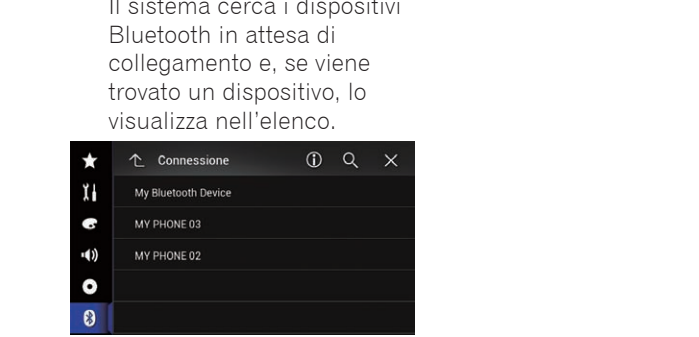 Il sistema cerca i dispositivi
Bluetooth in attesa di
collegamento e, se viene
trovato un dispositivo, lo
visualizza nell'elenco.
Connessione
My Bluetooth Device
MY PHONE 03
MY PHONE 02